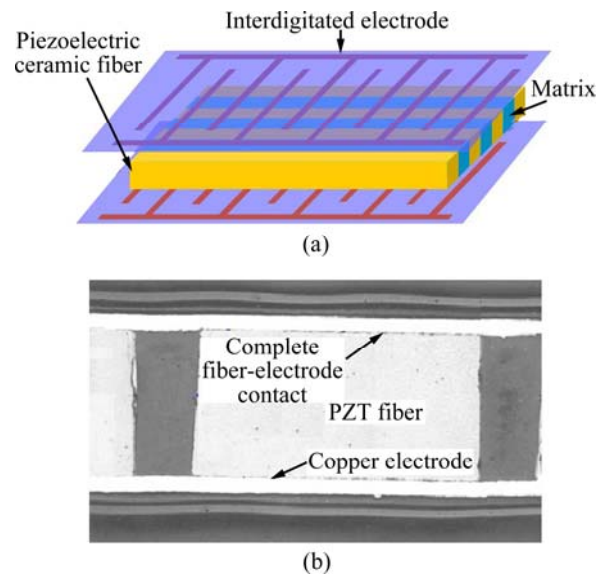 Interdigitated electrode
Piezoelectric
ceramic fiber
Matrix
(a)
Complete
fiber-electrode
contact
PZT fiber
Copper electrode
(b)